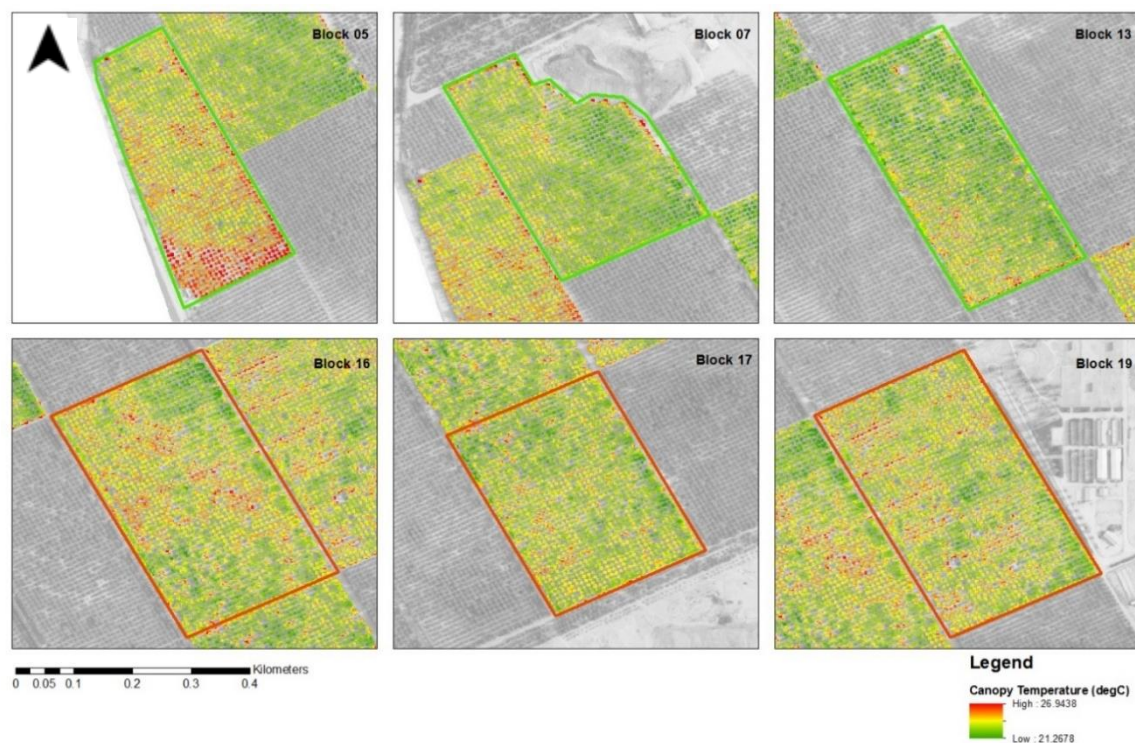 Block 05
Block 07
Block 13
Block 16
Block 17
Block 19
Kilometers
0 0.05 0.1 0.2 0.3 0.4
Legend
Canopy Temperature (degC)
High : 26.9438
Low : 21.2678